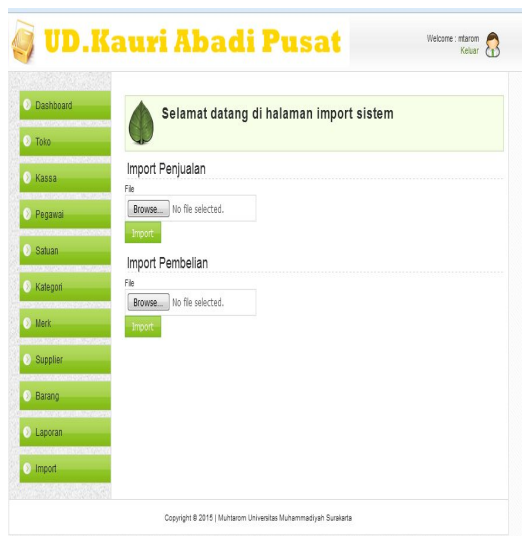 UD.Kauri Abadi Pusat
Welcome : mtarom
Keluar
Dashboard
Toko
Kassa
Pegawai
Satuan
Kategori
Merk
Supplier
Barang
Laporan
Import
Selamat datang di halaman import sistem
Import Penjualan
File
Browse... No file selected.
Import
Import Pembelian
File
Browse... No file selected.
Import
Copyright © 2015 | Muhtarom Universitas Muhammadiyah Surakarta